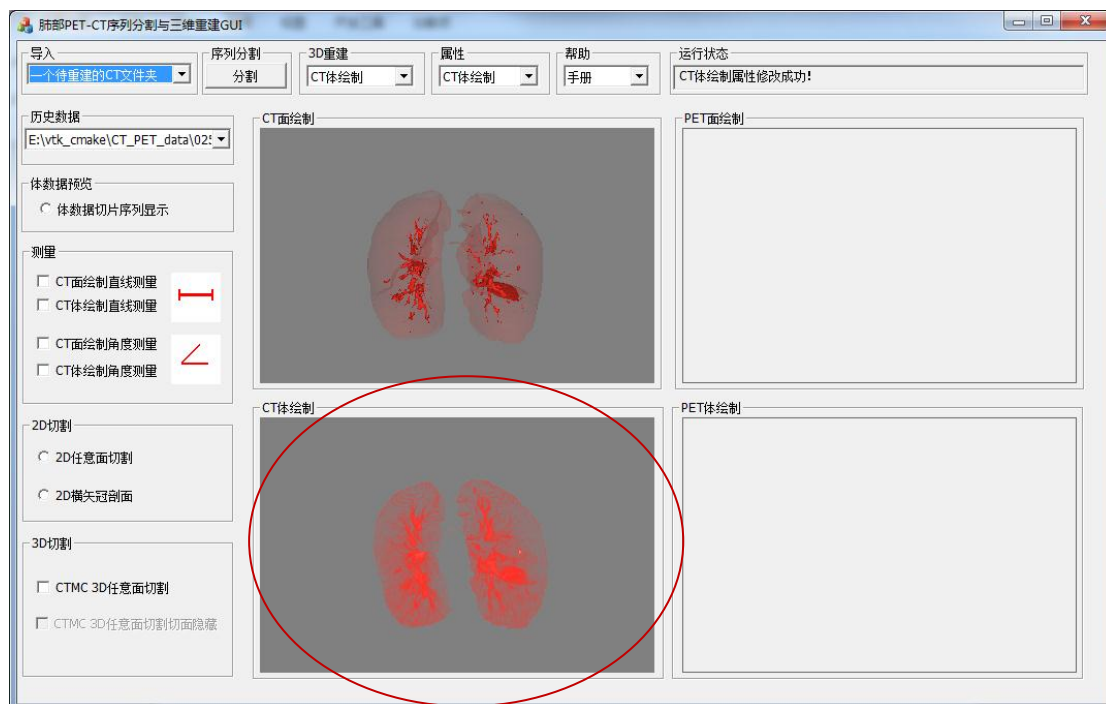 肺部PET-CT序列分割与三维重建GUI
导入
序列分割
3D重建
属性
帮助
运行状态
一个待重建的CT文件夹
分割
CT体绘制
CT体绘制
手册
CT体绘制属性修改成功!
历史数据
E:\vtk_cmake\CT_PET_data\02
体数据预览
体数据切片序列显示
测量
CT面绘制直线测量
CT体绘制直线测量
CT面绘制角度测量
CT体绘制角度测量
2D切割
2D任意面切割
2D横矢冠剖面
3D切割
CTMC 3D任意面切割
CTMC 3D任意面切割切面隐藏
CT面绘制
PET面绘制
CT体绘制
PET体绘制